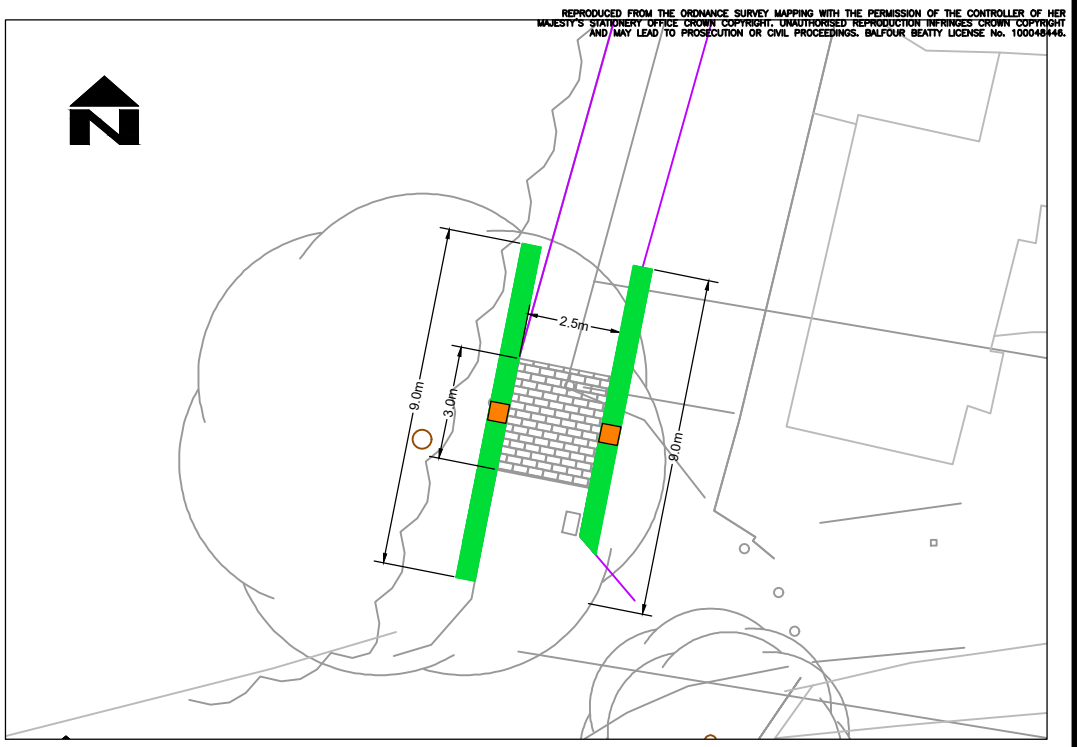 REPRODUCED FROM THE ORDNANCE SURVEY MAPPING WITH THE PERMISSION OF THE CONTROLLER OF HER
MAJESTY'S STATIONERY OFFICE CROWN COPYRIGHT. UNAUTHORISED REPRODUCTION INFRINGES CROWN COPYRIGHT
AND MAY LEAD TO PROSECUTION OR CIVIL PROCEEDINGS. BALFOUR BEATTY LICENSE No. 100048446.
N
2.5m
9.0m
3.0m
9.0m